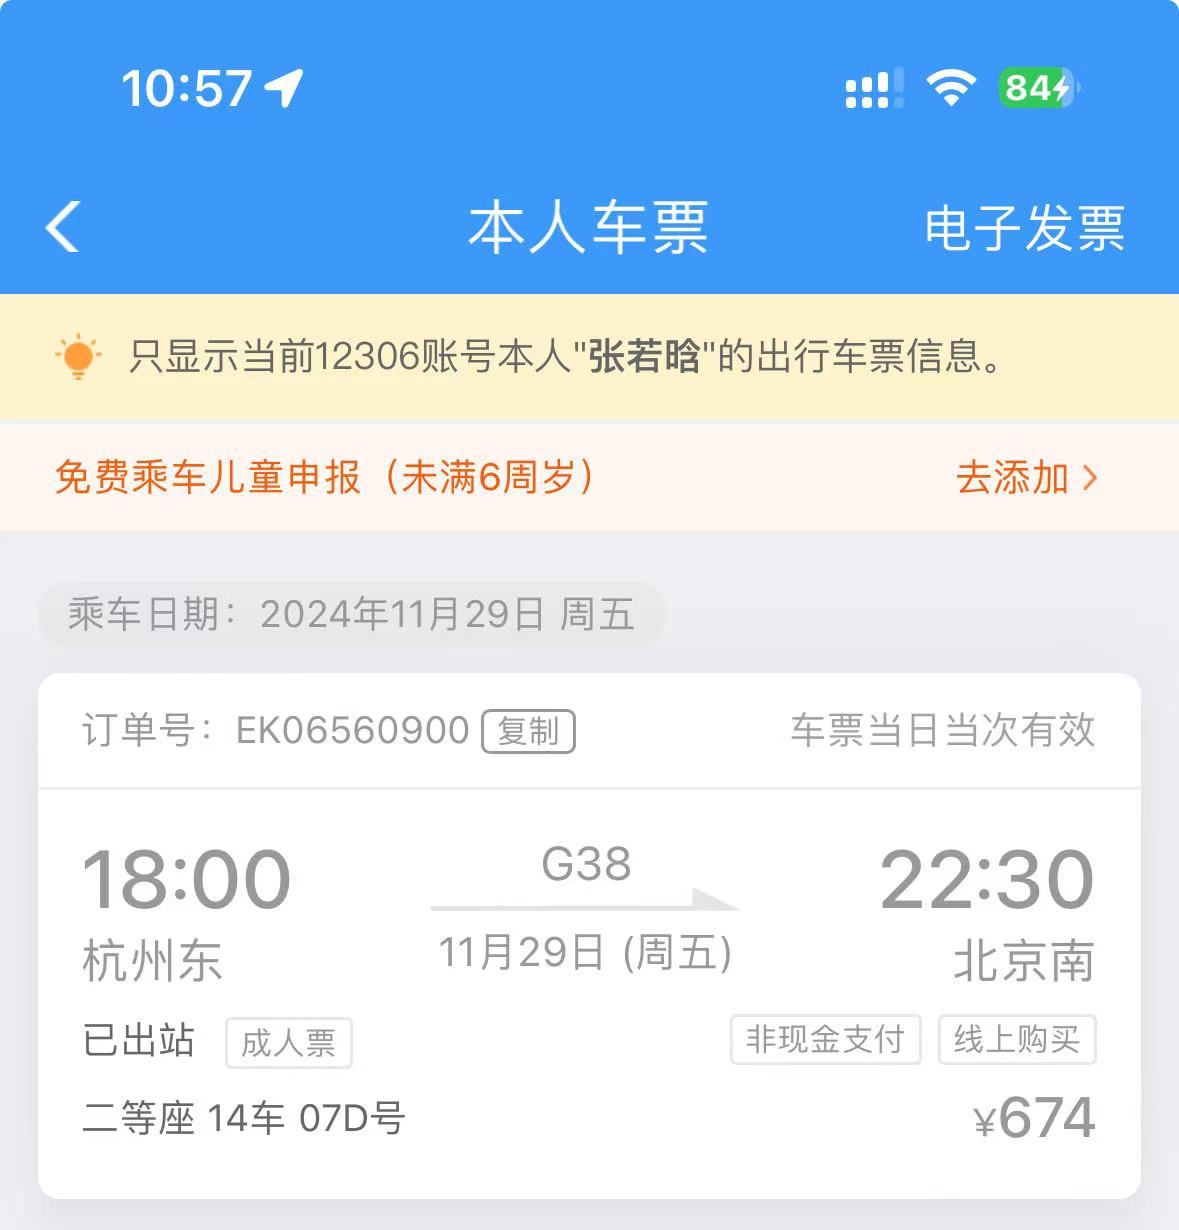 10:57
84
本人车票
电子发票
只显示当前12306账号本人"张若晗"的出行车票信息。
免费乘车儿童申报（未满6周岁）
去添加
乘车日期：2024年11月29日 周五
订单号：EK06560900 复制
车票当日当次有效
18:00
G38
22:30
杭州东
11月29日 (周五)
北京南
已出站 成人票
非现金支付 线上购买
二等座 14车 07D号
¥674